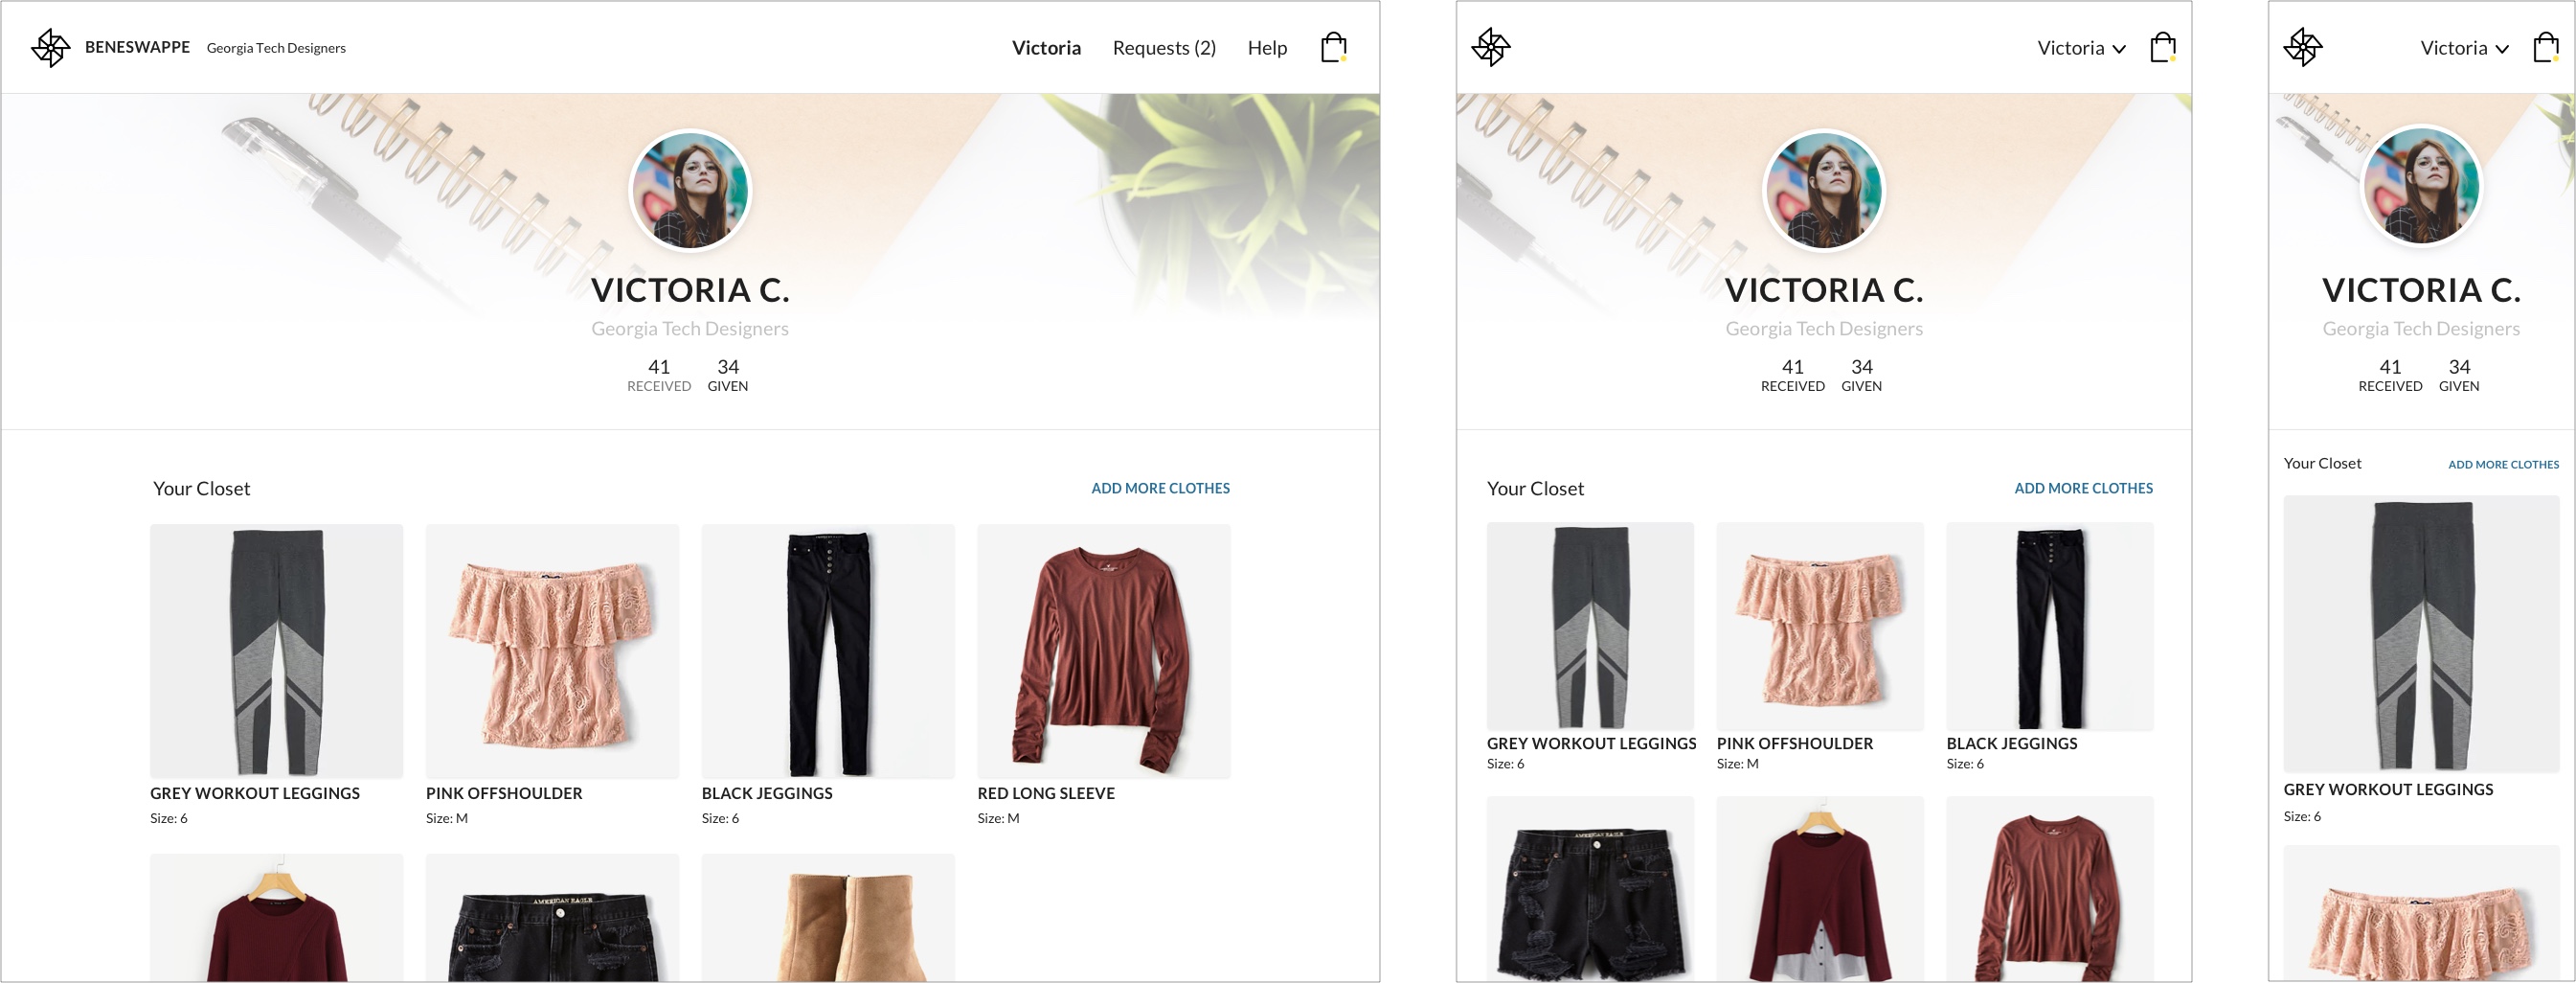 BENESWAPPE Georgia Tech Designers Victoria Requests (2) Help
VICTORIA C.
Georgia Tech Designers
41 34
RECEIVED GIVEN
Your Closet ADD MORE CLOTHES
GREY WORKOUT LEGGINGS PINK OFFSHOULDER BLACK JEGGINGS RED LONG SLEEVE
Size: 6 Size: M Size: 6 Size: M
AMERICAN EAGLE
Victoria
VICTORIA C.
Georgia Tech Designers
41 34
RECEIVED GIVEN
Your Closet ADD MORE CLOTHES
GREY WORKOUT LEGGINGS PINK OFFSHOULDER BLACK JEGGINGS
Size: 6 Size: M Size: 6
AMERICAN EAGLE
Victoria
VICTORIA C.
Georgia Tech Designers
41 34
RECEIVED GIVEN
Your Closet ADD MORE CLOTHES
GREY WORKOUT LEGGINGS
Size: 6